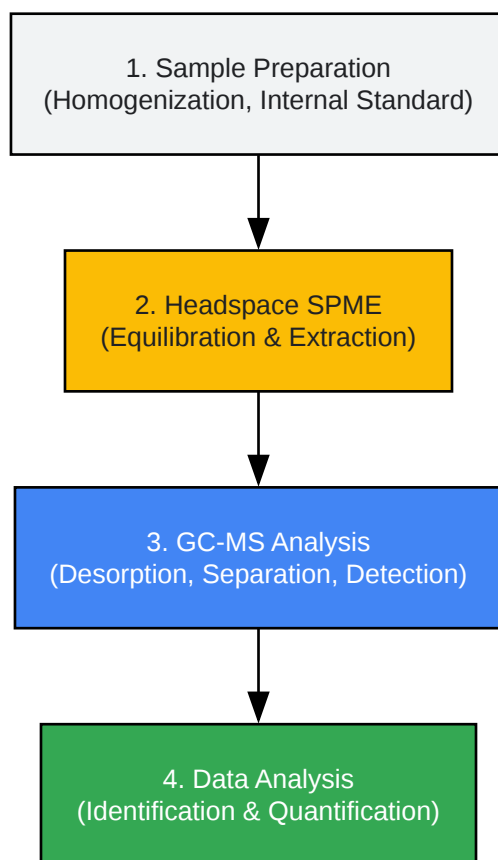 1. Sample Preparation
(Homogenization, Internal Standard)
2. Headspace SPME
(Equilibration & Extraction)
3. GC-MS Analysis
(Desorption, Separation, Detection)
4. Data Analysis
(Identification & Quantification)